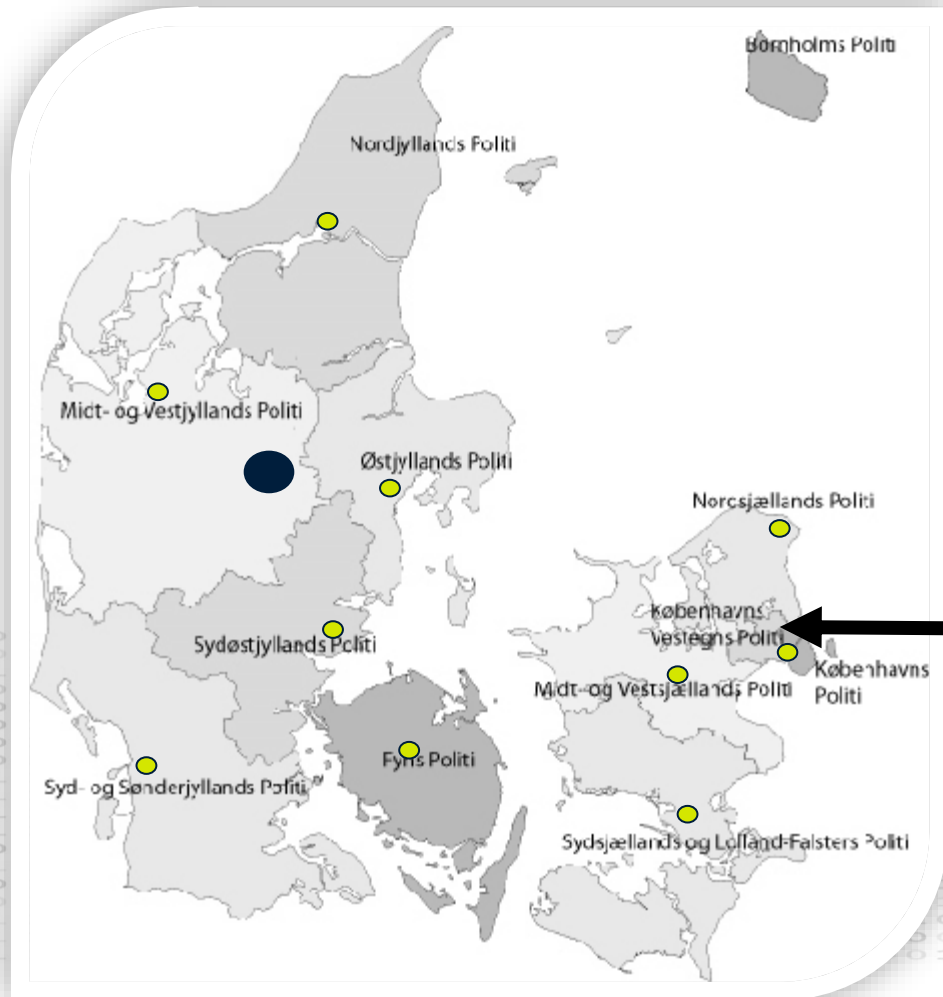 Bornholms Politi
Nordjyllands Politi
Midt- og Vestjyllands Politi
Østjyllands Politi
Nordsjællands Politi
Københavns
Vestegns Politi
Sydøstjyllands Politi
Københavns
Politi
Midt- og Vestsjællands Politi
Fyns Politi
Syd- og Sønderjyllands Politi
Sydsjællands og Lolland-Falsters Politi